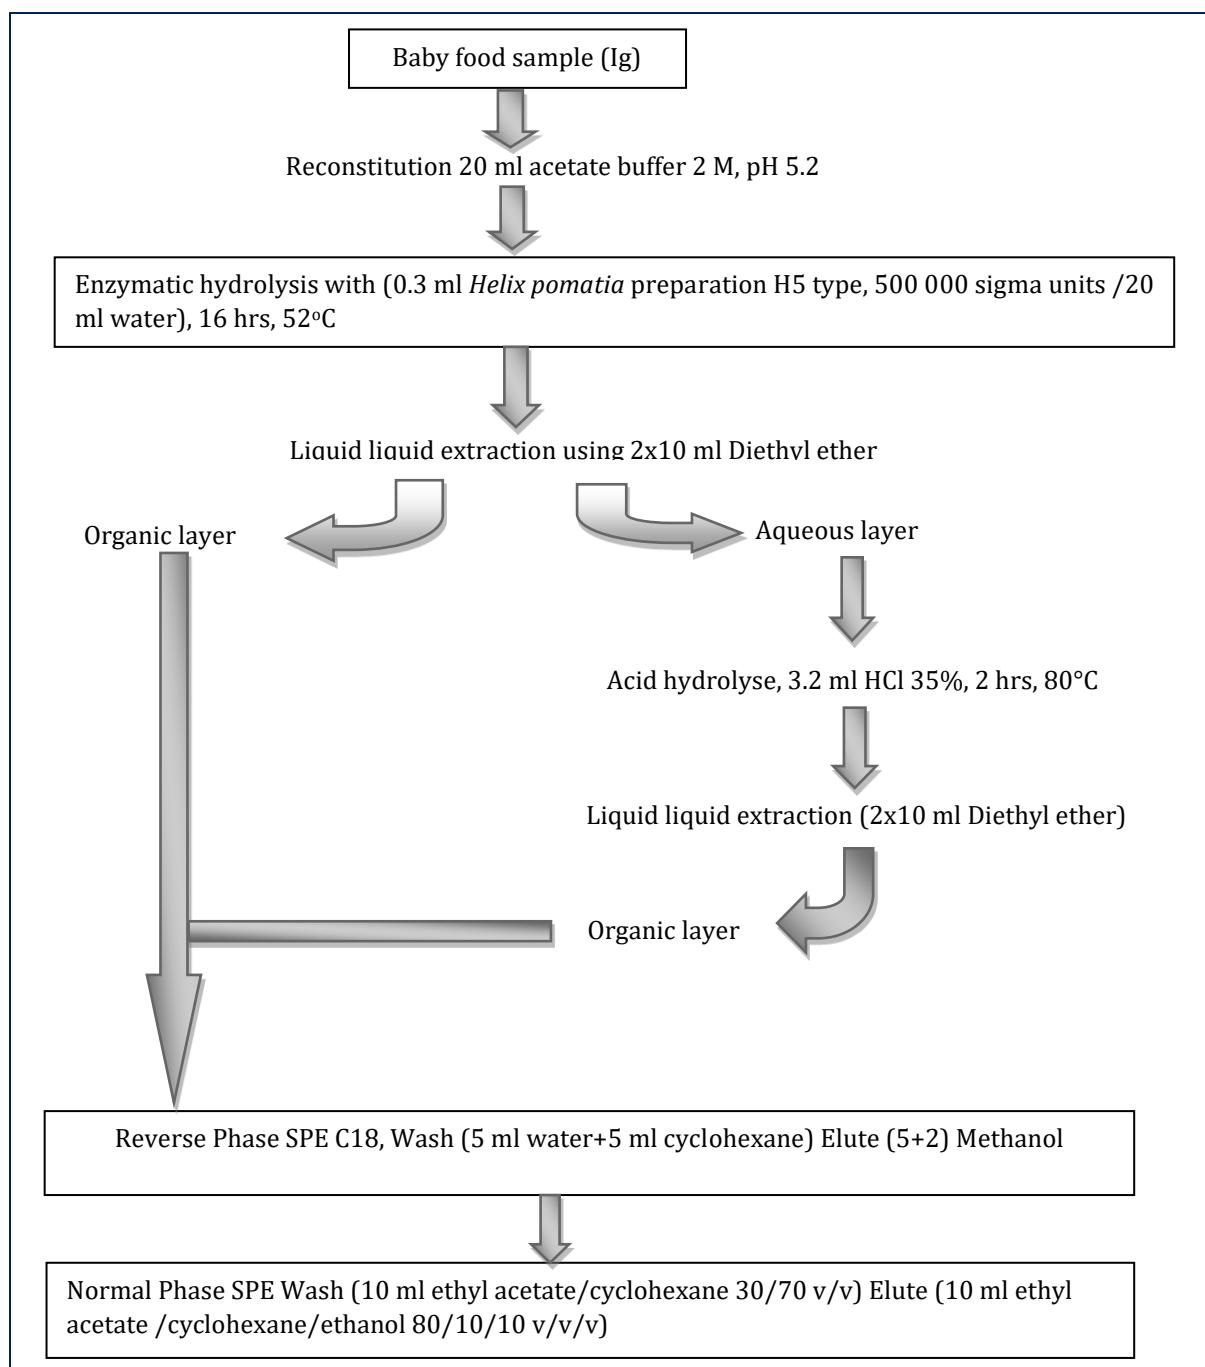 Baby food sample (Ig)
Reconstitution 20 ml acetate buffer 2 M, pH 5.2
Enzymatic hydrolysis with (0.3 ml Helix pomatia preparation H5 type, 500 000 sigma units /20
ml water), 16 hrs, 52°C
Liquid liquid extraction using 2x10 ml Diethyl ether
Organic layer
Aqueous layer
Acid hydrolyse, 3.2 ml HCl 35%, 2 hrs, 80°C
Liquid liquid extraction (2x10 ml Diethyl ether)
Organic layer
Reverse Phase SPE C18, Wash (5 ml water+5 ml cyclohexane) Elute (5+2) Methanol
Normal Phase SPE Wash (10 ml ethyl acetate/cyclohexane 30/70 v/v) Elute (10 ml ethyl
acetate /cyclohexane/ethanol 80/10/10 v/v/v)